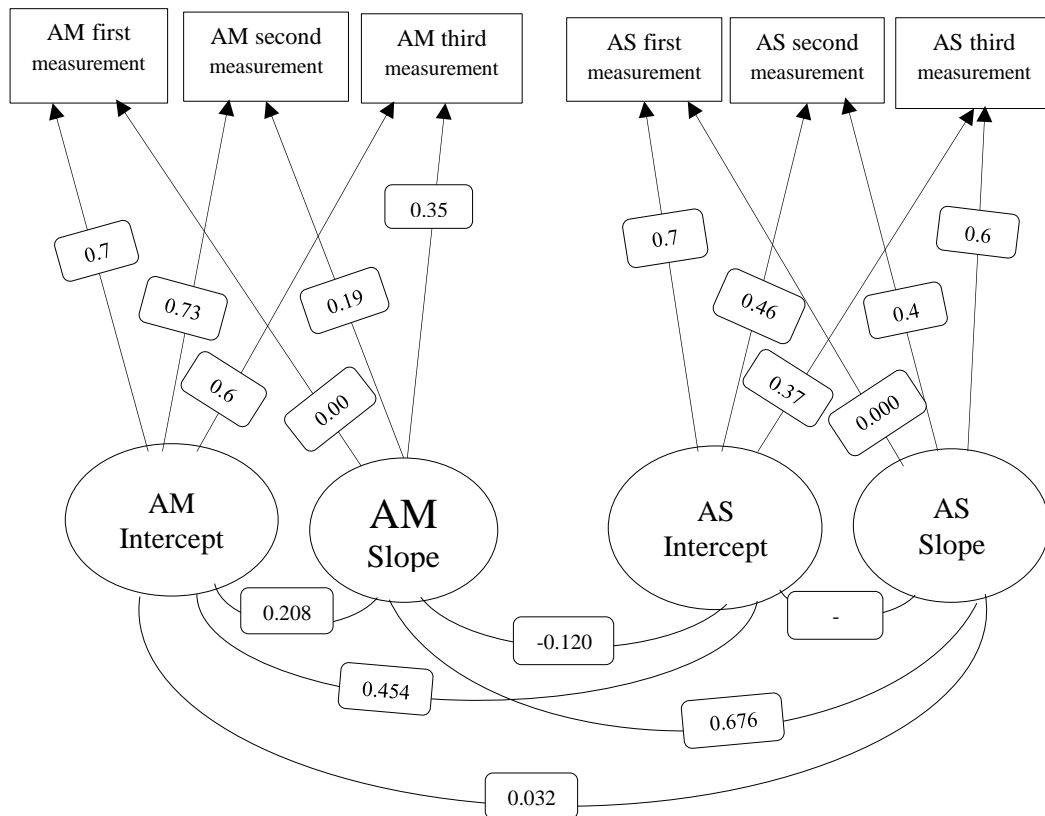 AM first
measurement
AM second
measurement
AM third
measurement
AS first
measurement
AS second
measurement
AS third
measurement
0.7
0.73
0.6
0.00
0.19
0.35
0.7
0.46
0.37
0.000
0.4
0.6
AM
Intercept
AM
Slope
AS
Intercept
AS
Slope
0.208
-0.120
-
0.454
0.676
0.032